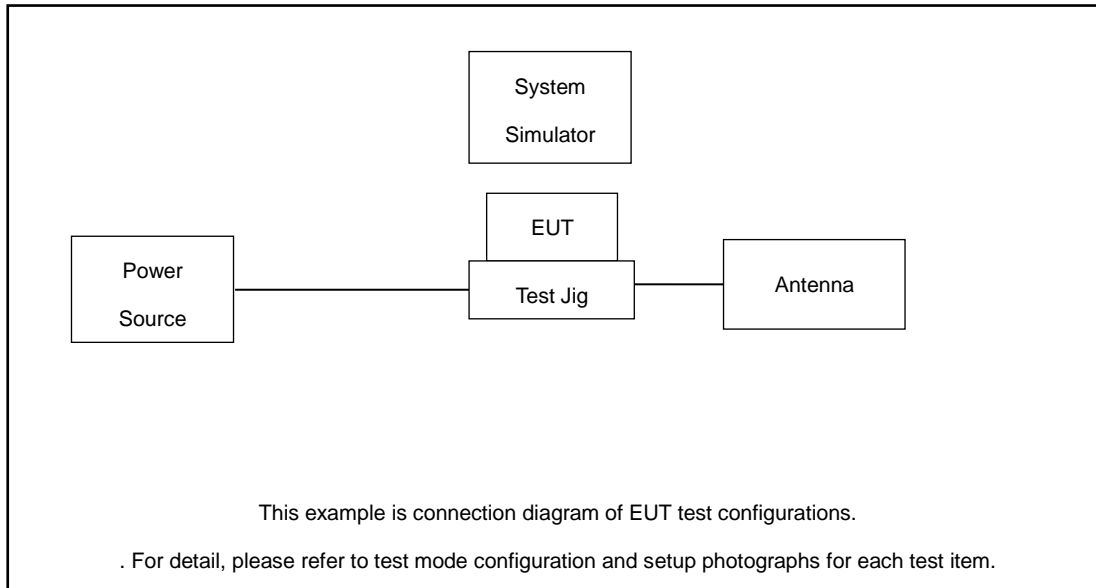 System
Simulator
EUT
Power
Source
Test Jig
Antenna
This example is connection diagram of EUT test configurations.
. For detail, please refer to test mode configuration and setup photographs for each test item.